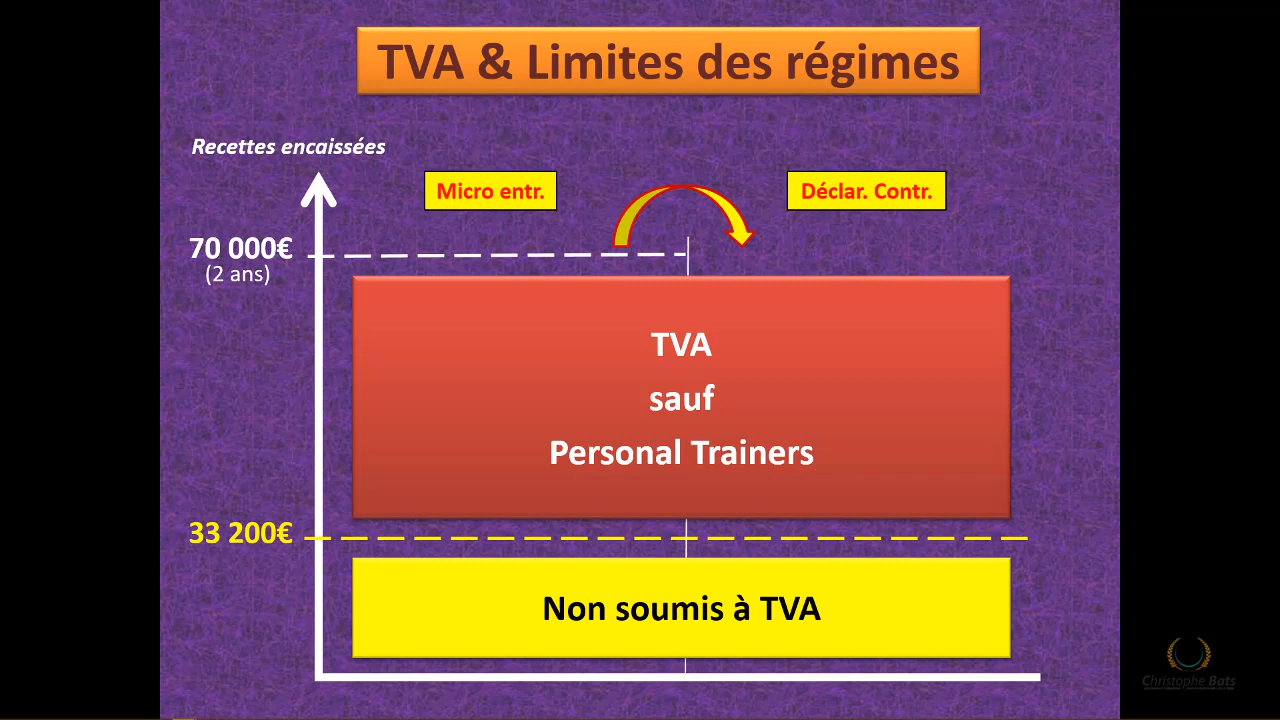 TVA & Limites des régimes
Recettes encaissées
Micro entr.
Déclar. Contr.
70 000€
(2 ans)
TVA
sauf
Personal Trainers
33 200€
Non soumis à TVA
Christophe Bats